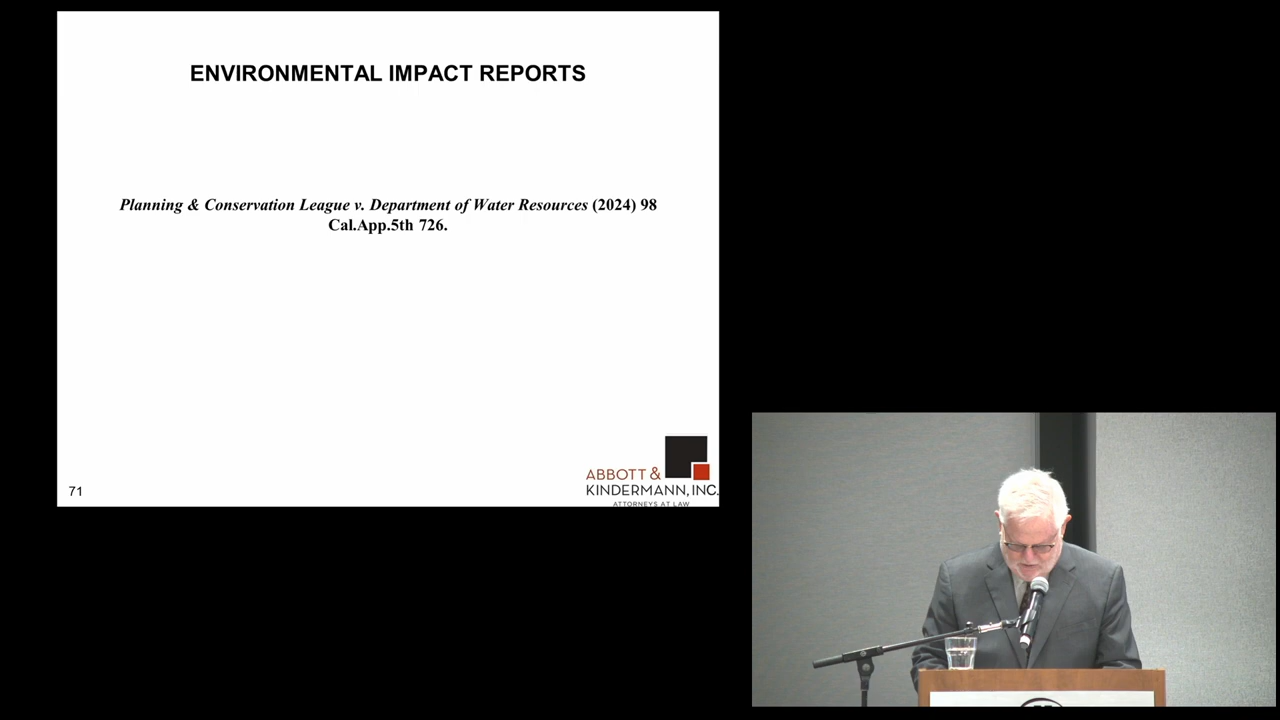 ENVIRONMENTAL IMPACT REPORTS
Planning & Conservation League v. Department of Water Resources (2024) 98
Cal.App.5th 726.
71
ABBOTT &
KINDERMANN, INC.
ATTORNEYS AT LAW